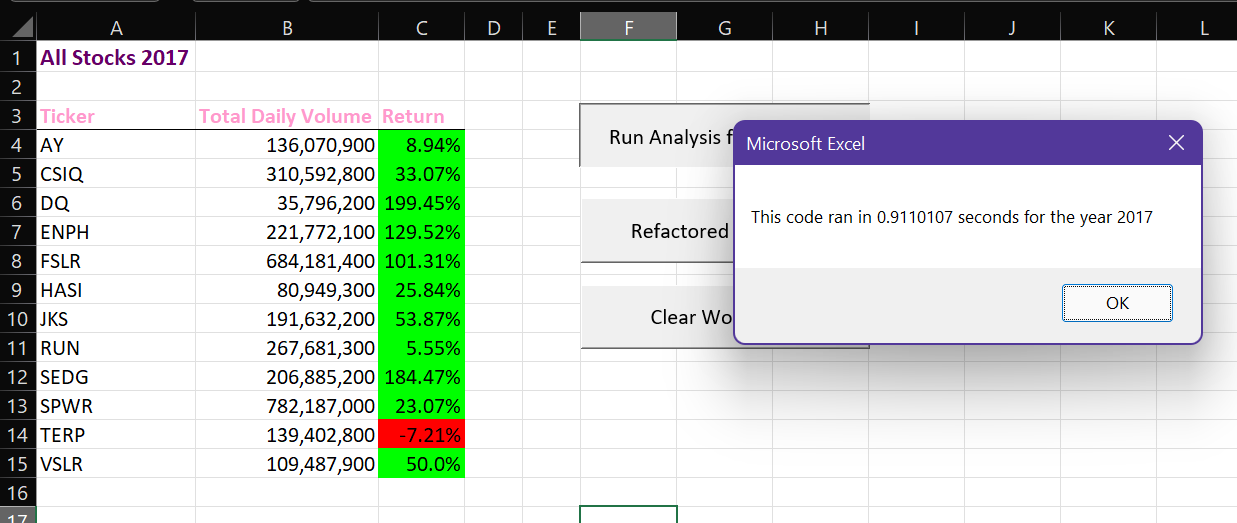 A B C D E F G H I J K L
1 All Stocks 2017
2
3 Ticker Total Daily Volume Return
4 AY 136,070,900 8.94%
5 CSIQ 310,592,800 33.07%
6 DQ 35,796,200 199.45%
7 ENPH 221,772,100 129.52%
8 FSLR 684,181,400 101.31%
9 HASI 80,949,300 25.84%
10 JKS 191,632,200 53.87%
11 RUN 267,681,300 5.55%
12 SEDG 206,885,200 184.47%
13 SPWR 782,187,000 23.07%
14 TERP 139,402,800 -7.21%
15 VSLR 109,487,900 50.0%
16
17
Run Analysis f
Refactored
Clear Wo
Microsoft Excel
This code ran in 0.9110107 seconds for the year 2017
OK